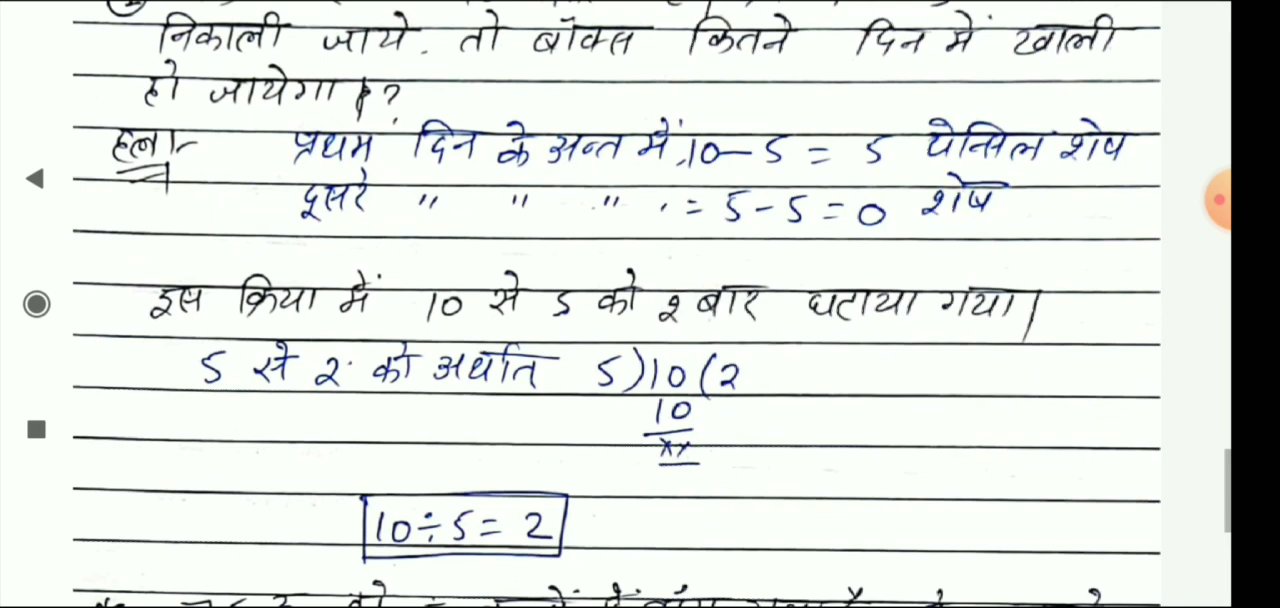 निकाली जाये. तो बॉक्स कितने दिन में खाली
हो जायेगा ?
हल:- प्रथम दिन के अन्त में, 10 - 5 = 5 पेन्सिल शेष
दूसरे " " " = 5 - 5 = 0 शेष
इस क्रिया में 10 से 5 को 2 बार घटाया गया।
5 से 2 को अर्थात 5)10(2
10
xx
10 ÷ 5 = 2